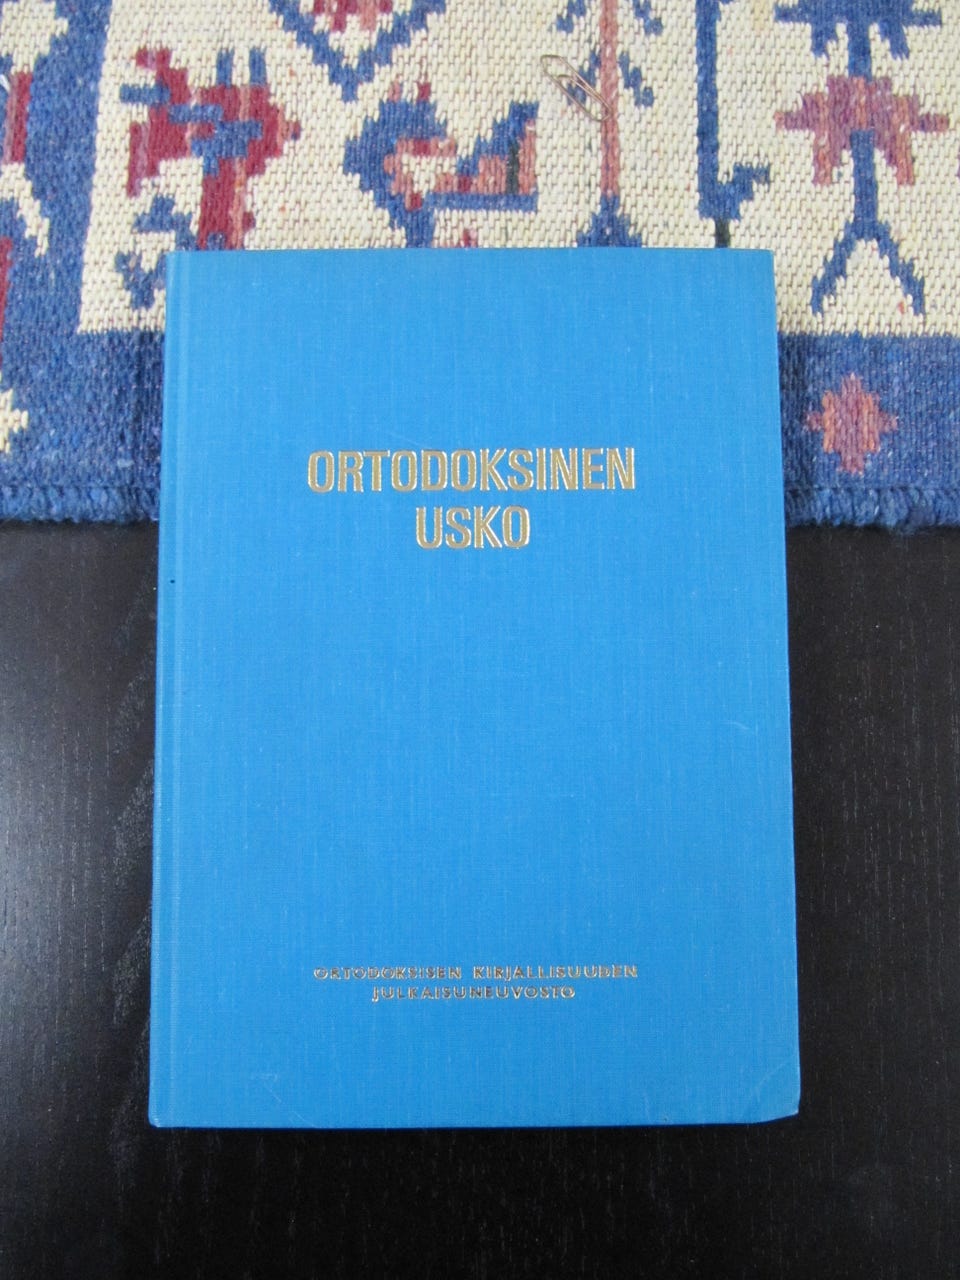 ORTODOKSINEN
USKO
ORTODOKSISEN KIRJALLISUUDEN
JULKAISUNEUVOSTO